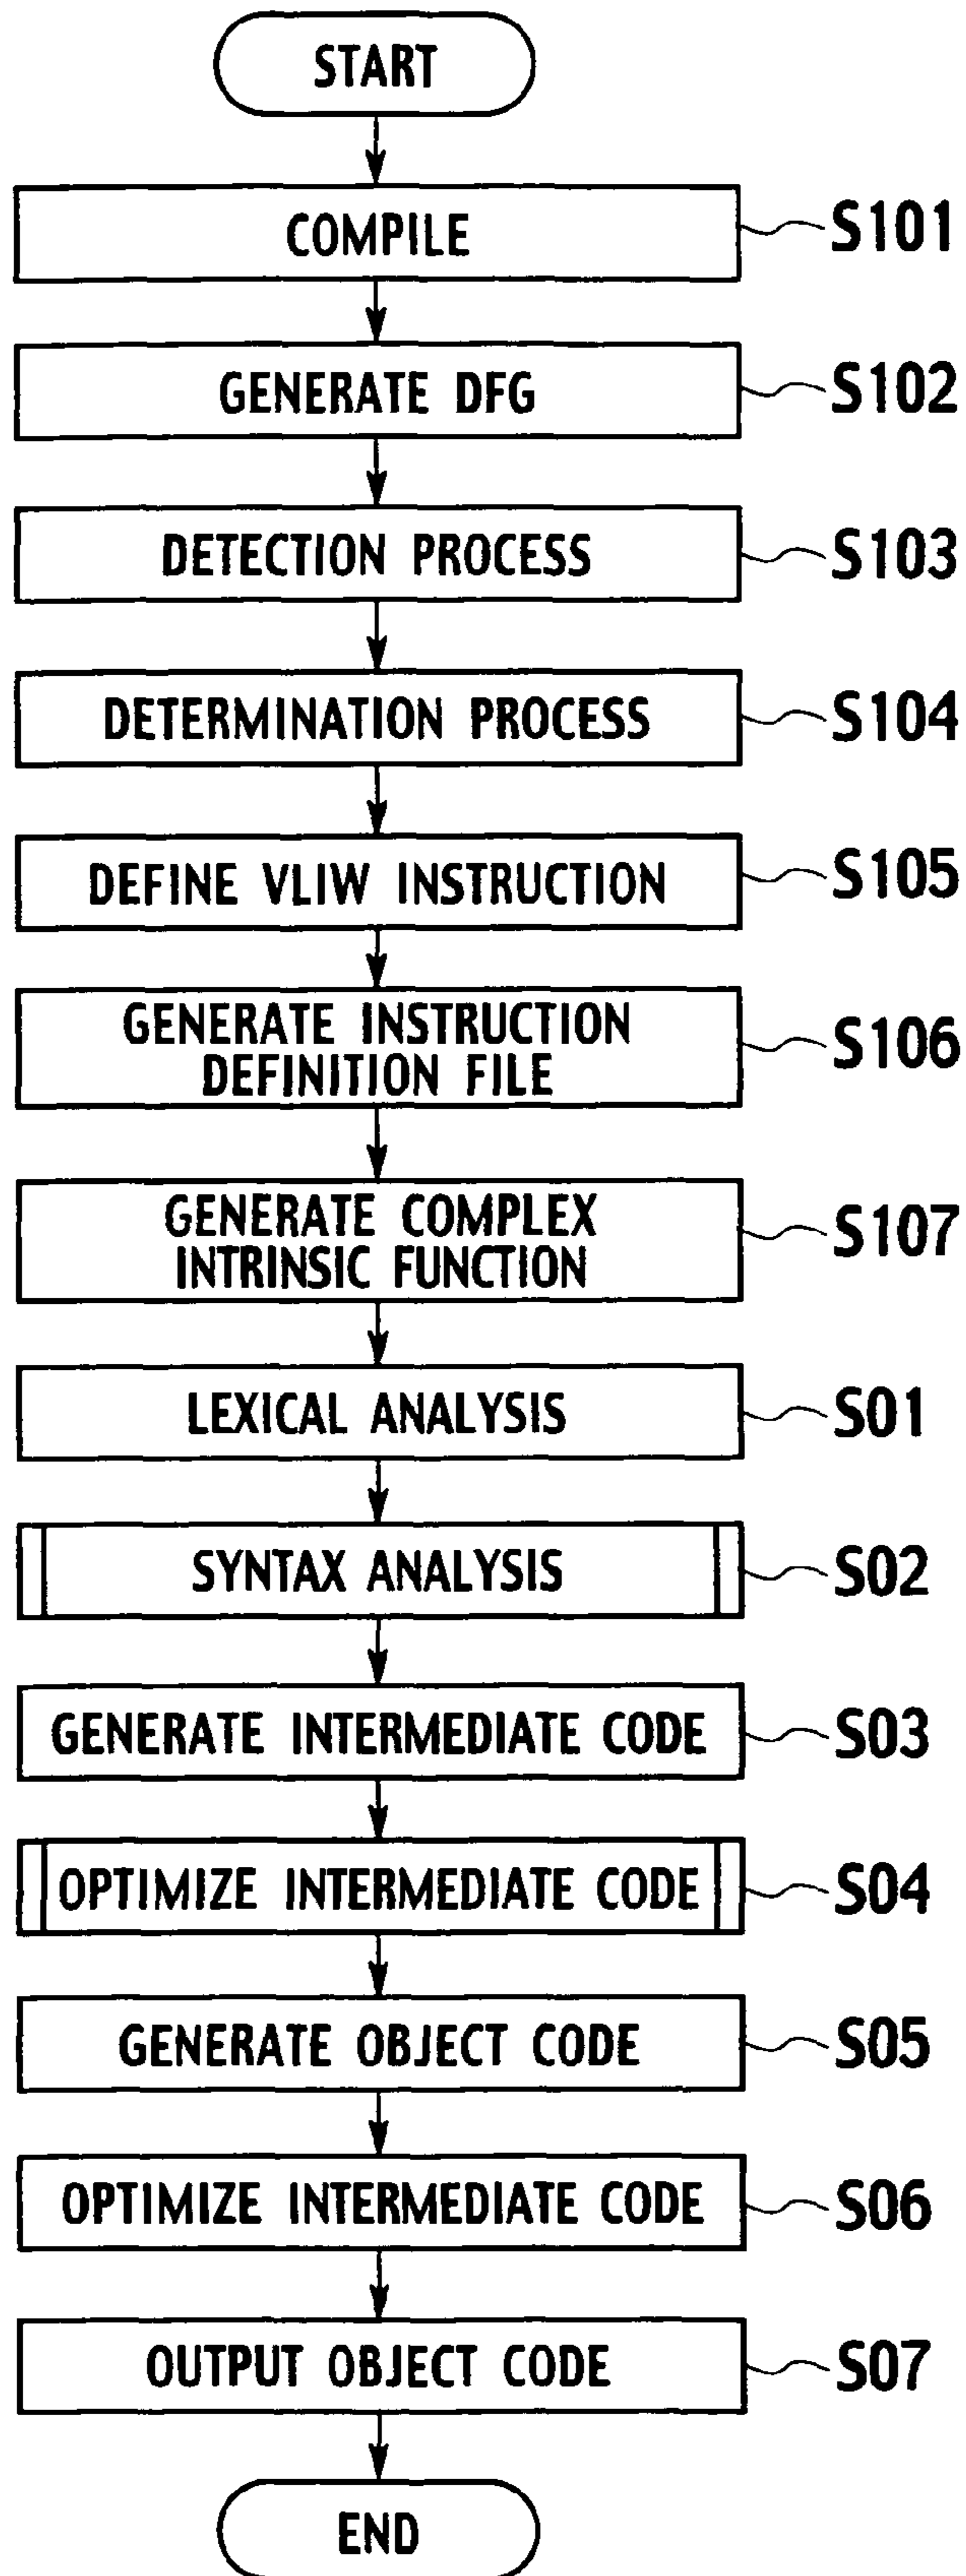 START
COMPILE
S101
GENERATE DFG
S102
DETECTION PROCESS
S103
DETERMINATION PROCESS
S104
DEFINE VLIW INSTRUCTION
S105
GENERATE INSTRUCTION
DEFINITION FILE
S106
GENERATE COMPLEX
INTRINSIC FUNCTION
S107
LEXICAL ANALYSIS
S01
SYNTAX ANALYSIS
S02
GENERATE INTERMEDIATE CODE
S03
OPTIMIZE INTERMEDIATE CODE
S04
GENERATE OBJECT CODE
S05
OPTIMIZE INTERMEDIATE CODE
S06
OUTPUT OBJECT CODE
S07
END